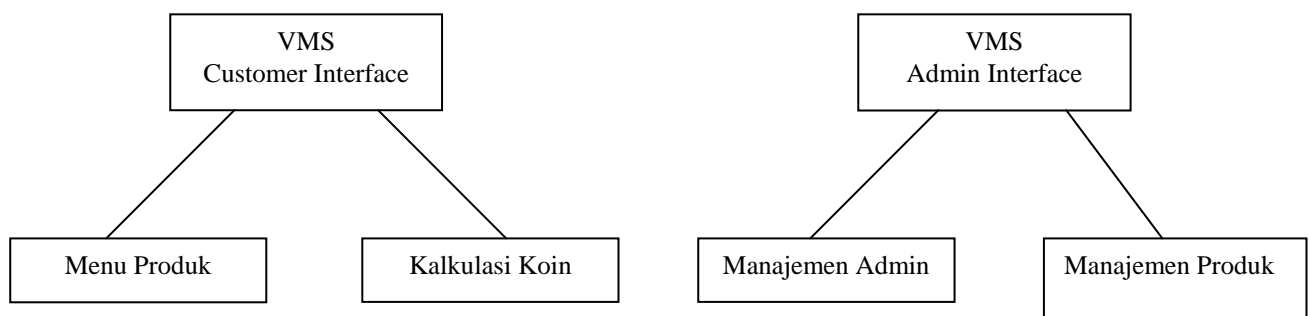 VMS
Customer Interface
VMS
Admin Interface
Menu Produk
Kalkulasi Koin
Manajemen Admin
Manajemen Produk